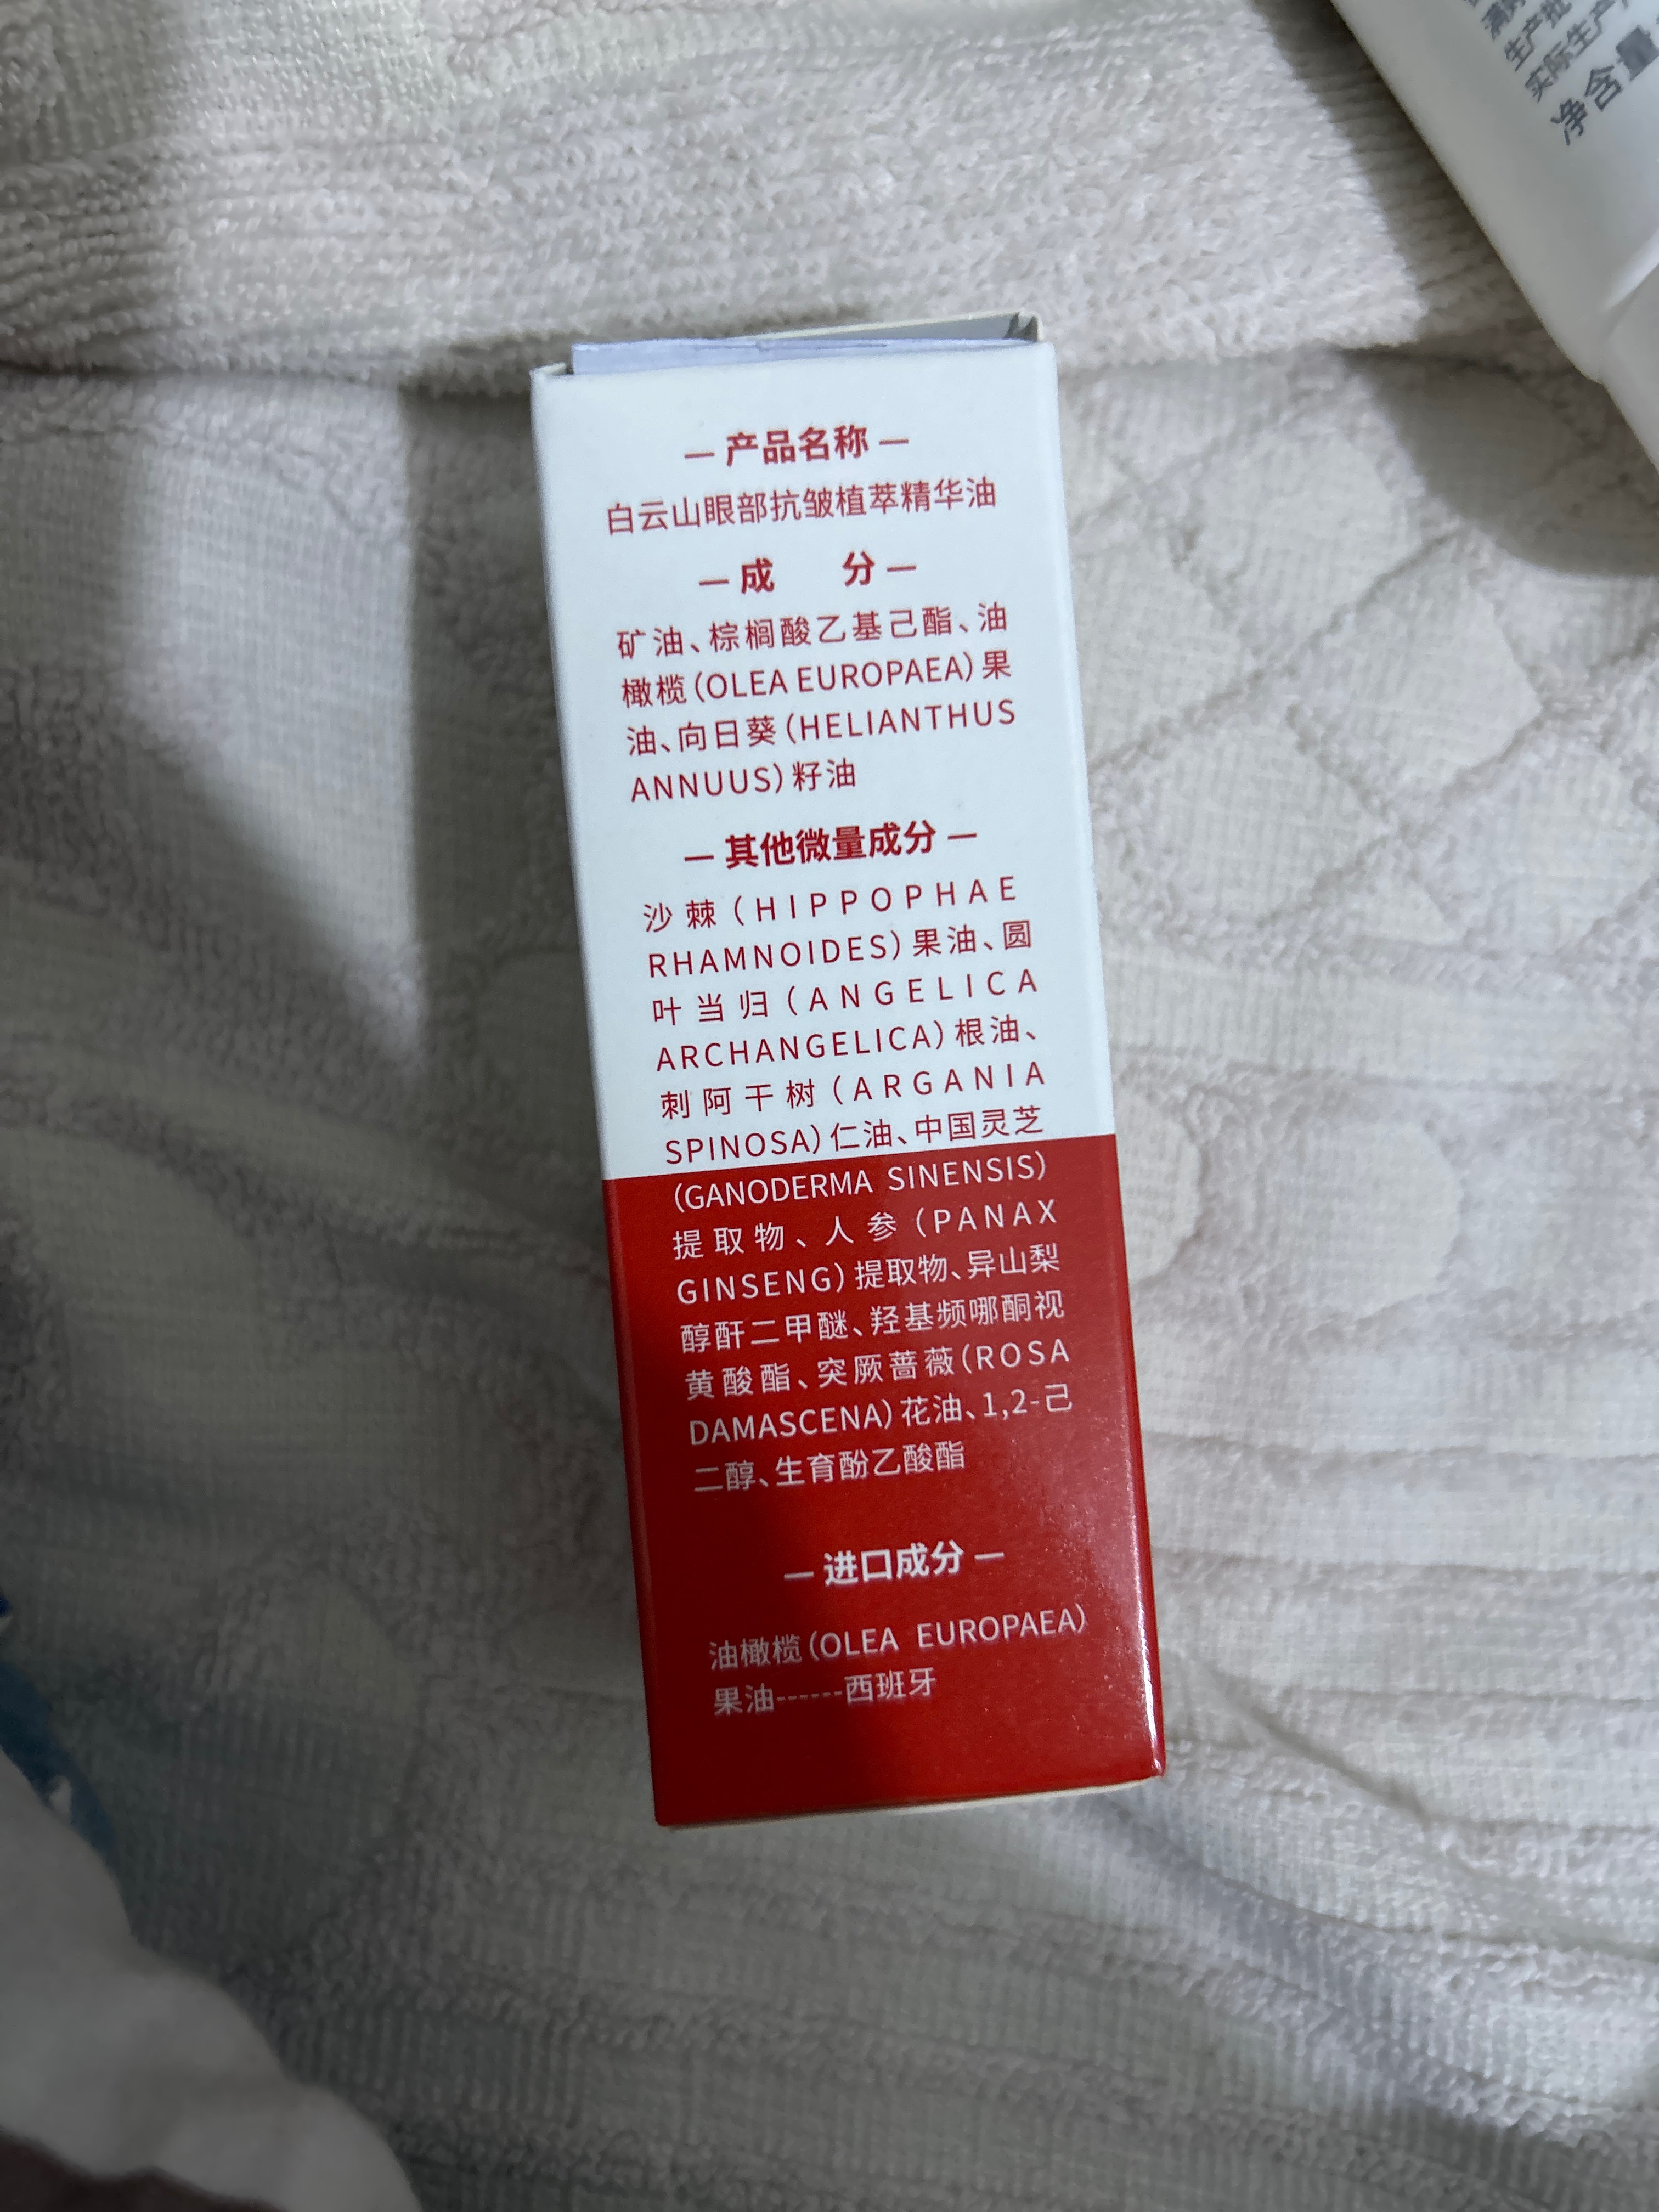 — 产品名称 —
白云山眼部抗皱植萃精华油
— 成 分 —
矿油、棕榈酸乙基己酯、油
橄榄(OLEA EUROPAEA)果
油、向日葵(HELIANTHUS
ANNUUS)籽油
— 其他微量成分 —
沙棘(HIPPOPHAE
RHAMNOIDES)果油、圆
叶当归(ANGELICA
ARCHANGELICA)根油、
刺阿干树(ARGANIA
SPINOSA)仁油、中国灵芝
(GANODERMA SINENSIS)
提取物、人参(PANAX
GINSENG)提取物、异山梨
醇酐二甲醚、羟基频哪酮视
黄酸酯、突厥蔷薇(ROSA
DAMASCENA)花油、1,2-己
二醇、生育酚乙酸酯
— 进口成分 —
油橄榄(OLEA EUROPAEA)
果油------西班牙
生产批
实际生产
净含量